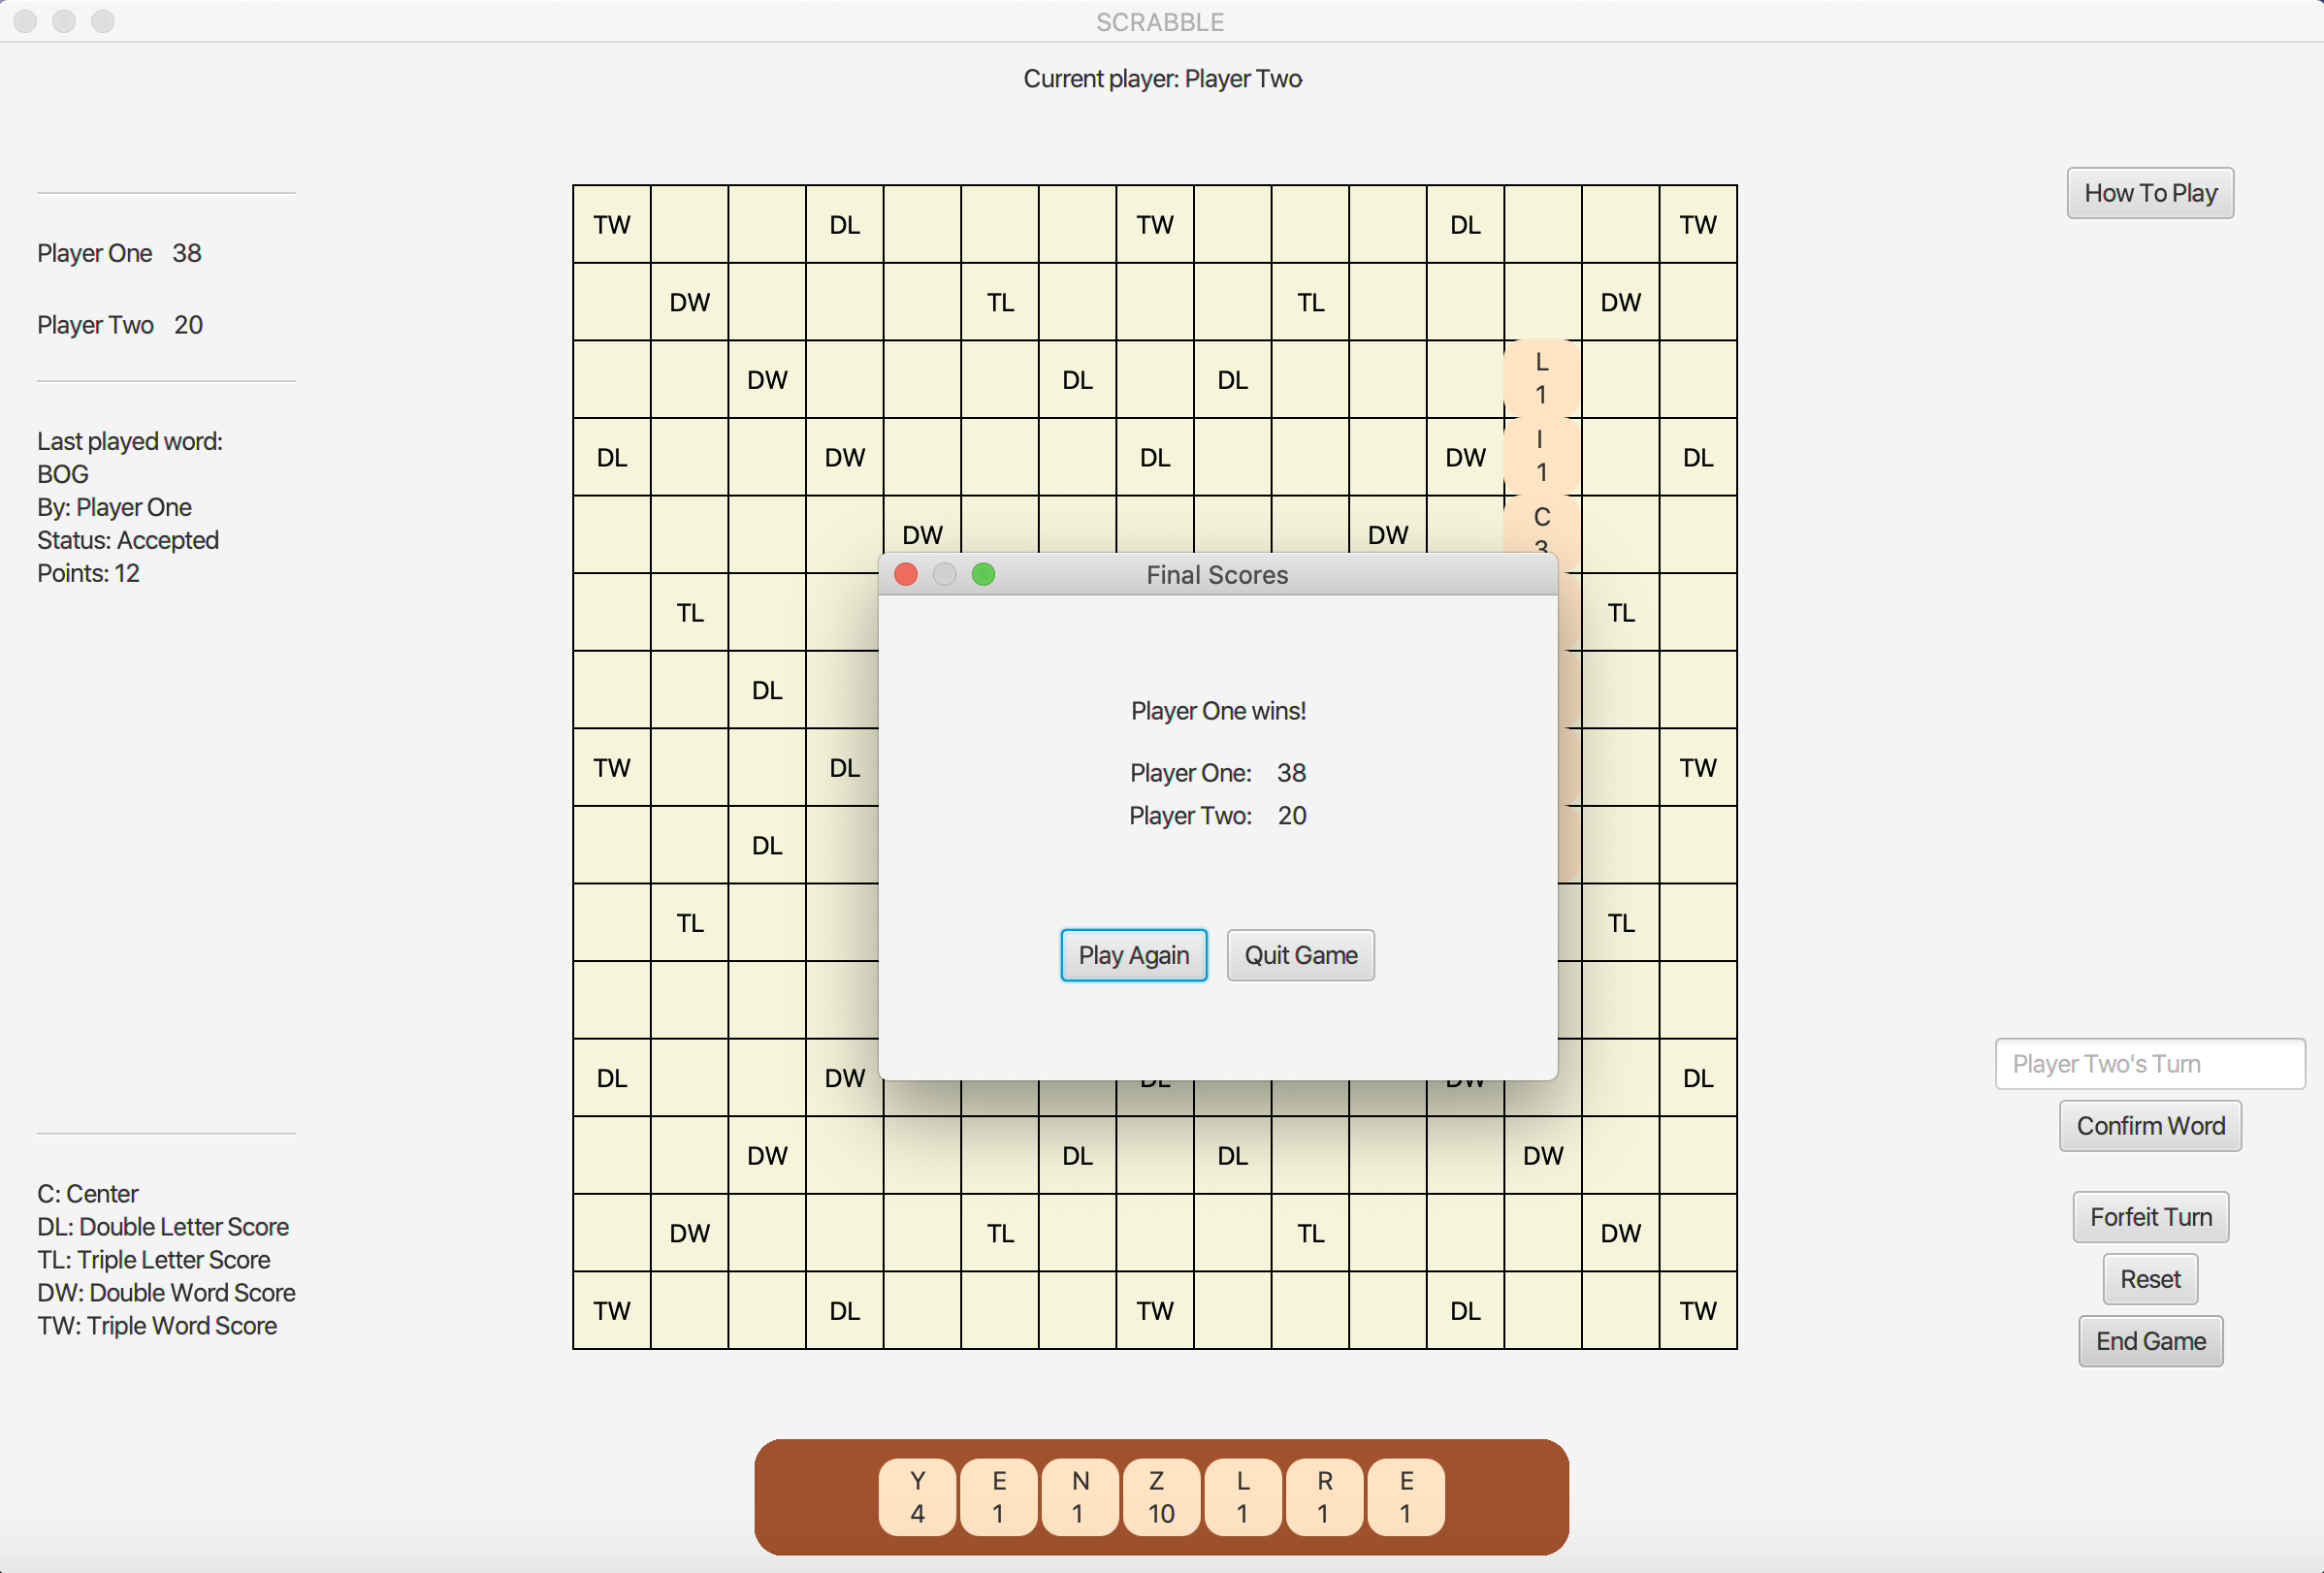 SCRABBLE
Current player: Player Two
How To Play
Player One 38
Player Two 20
Last played word:
BOG
By: Player One
Status: Accepted
Points: 12
TW DL TW DL TW
DW TL TL DW
DW DL DL L 1
DL DW DL DW I 1 DL
DW DW C 3
TL TL
DL
TW DL TW
DL
TL TL
DL DW DL DW DL
DW DL DL DW
DW TL TL DW
TW DL TW DL TW
Final Scores
Player One wins!
Player One: 38
Player Two: 20
Play Again Quit Game
Player Two's Turn
Confirm Word
Forfeit Turn
Reset
End Game
C: Center
DL: Double Letter Score
TL: Triple Letter Score
DW: Double Word Score
TW: Triple Word Score
Y E N Z L R E
4 1 1 10 1 1 1